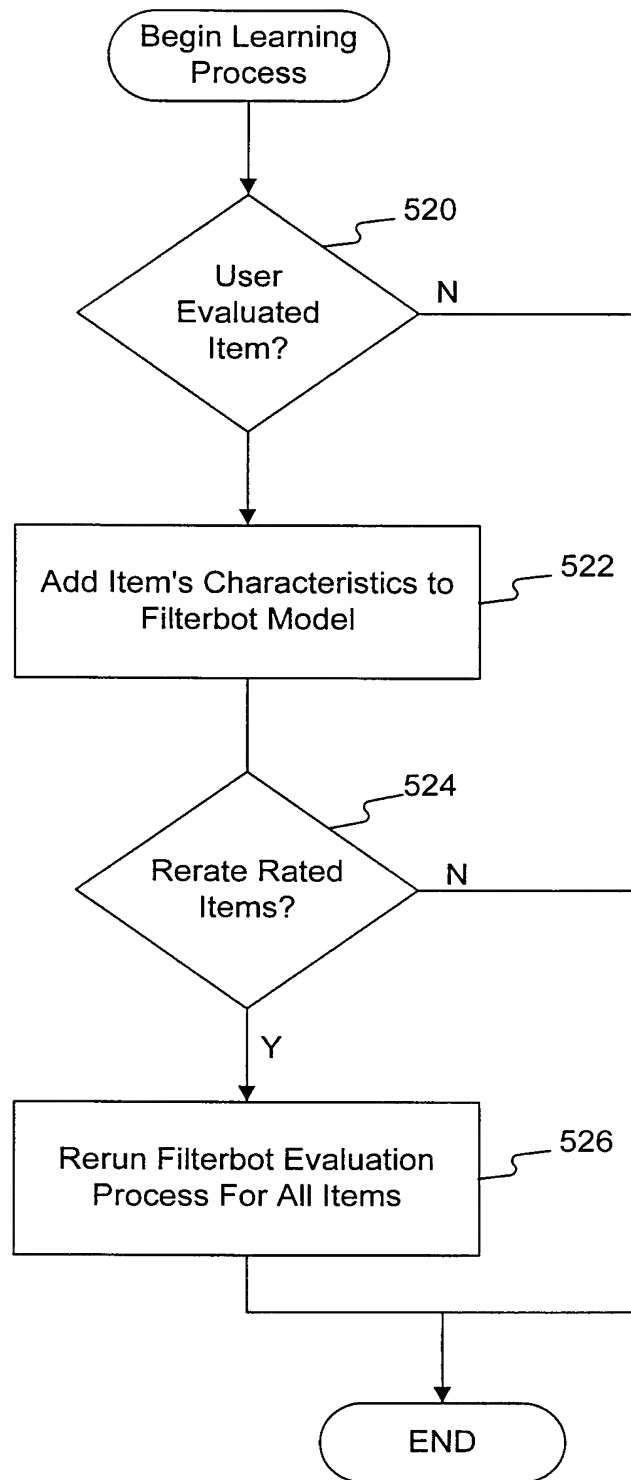 Begin Learning
Process
520
User
Evaluated
Item?
N
Add Item's Characteristics to
Filterbot Model
522
524
Rerate Rated
Items?
N
Y
Rerun Filterbot Evaluation
Process For All Items
526
END